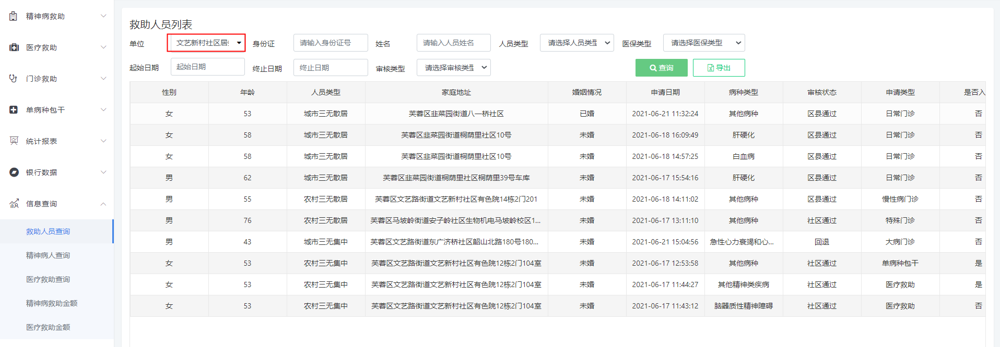 精神病救助
医疗救助
门诊救助
单病种包干
统计报表
银行数据
信息查询
救助人员查询
精神病人查询
医疗救助查询
精神病救助金额
医疗救助金额
救助人员列表
单位 文艺新村社区居 身份证 请输入身份证号 姓名 请输入人员姓名 人员类型 请选择人员类型 医保类型 请选择医保类型
起始日期 起始日期 终止日期 终止日期 审核类型 请选择审核类型 查询 导出
性别 年龄 人员类型 家庭地址 婚姻情况 申请日期 病种类型 审核状态 申请类型 是否入
女 53 城市三无散居 芙蓉区韭菜园街道八一桥社区 已婚 2021-06-21 11:32:24 其他病种 区县通过 日常门诊 否
女 58 城市三无散居 芙蓉区韭菜园街道桐荫里社区10号 未婚 2021-06-18 16:09:49 肝硬化 区县通过 日常门诊 否
女 58 城市三无散居 芙蓉区韭菜园街道桐荫里社区10号 未婚 2021-06-18 14:57:25 白血病 区县通过 日常门诊 否
男 62 城市三无散居 芙蓉区韭菜园街道桐荫里社区桐荫里39号车库 未婚 2021-06-17 15:54:16 肝硬化 区县通过 日常门诊 否
男 55 农村三无散居 芙蓉区文艺路街道文艺新村社区有色院14栋2门201 未婚 2021-06-18 14:11:02 其他病种 区县通过 慢性病门诊 否
男 76 农村三无散居 芙蓉区马坡岭街道安子岭社区生物机电马坡岭校区1... 未婚 2021-06-17 13:11:10 其他病种 社区通过 特殊门诊 否
男 43 城市三无集中 芙蓉区文艺路街道东广济桥社区韶山北路180号180... 未婚 2021-06-21 15:04:56 急性心力衰竭和心... 回退 大病门诊 否
女 53 农村三无集中 芙蓉区文艺路街道文艺新村社区有色院12栋2门104室 未婚 2021-06-17 12:53:58 其他病种 社区通过 单病种包干 是
女 53 农村三无集中 芙蓉区文艺路街道文艺新村社区有色院12栋2门104室 未婚 2021-06-17 11:44:27 其他精神类疾病 社区通过 医疗救助 是
女 53 农村三无集中 芙蓉区文艺路街道文艺新村社区有色院12栋2门104室 未婚 2021-06-17 11:43:12 脑器质性精神障碍 社区通过 医疗救助 否